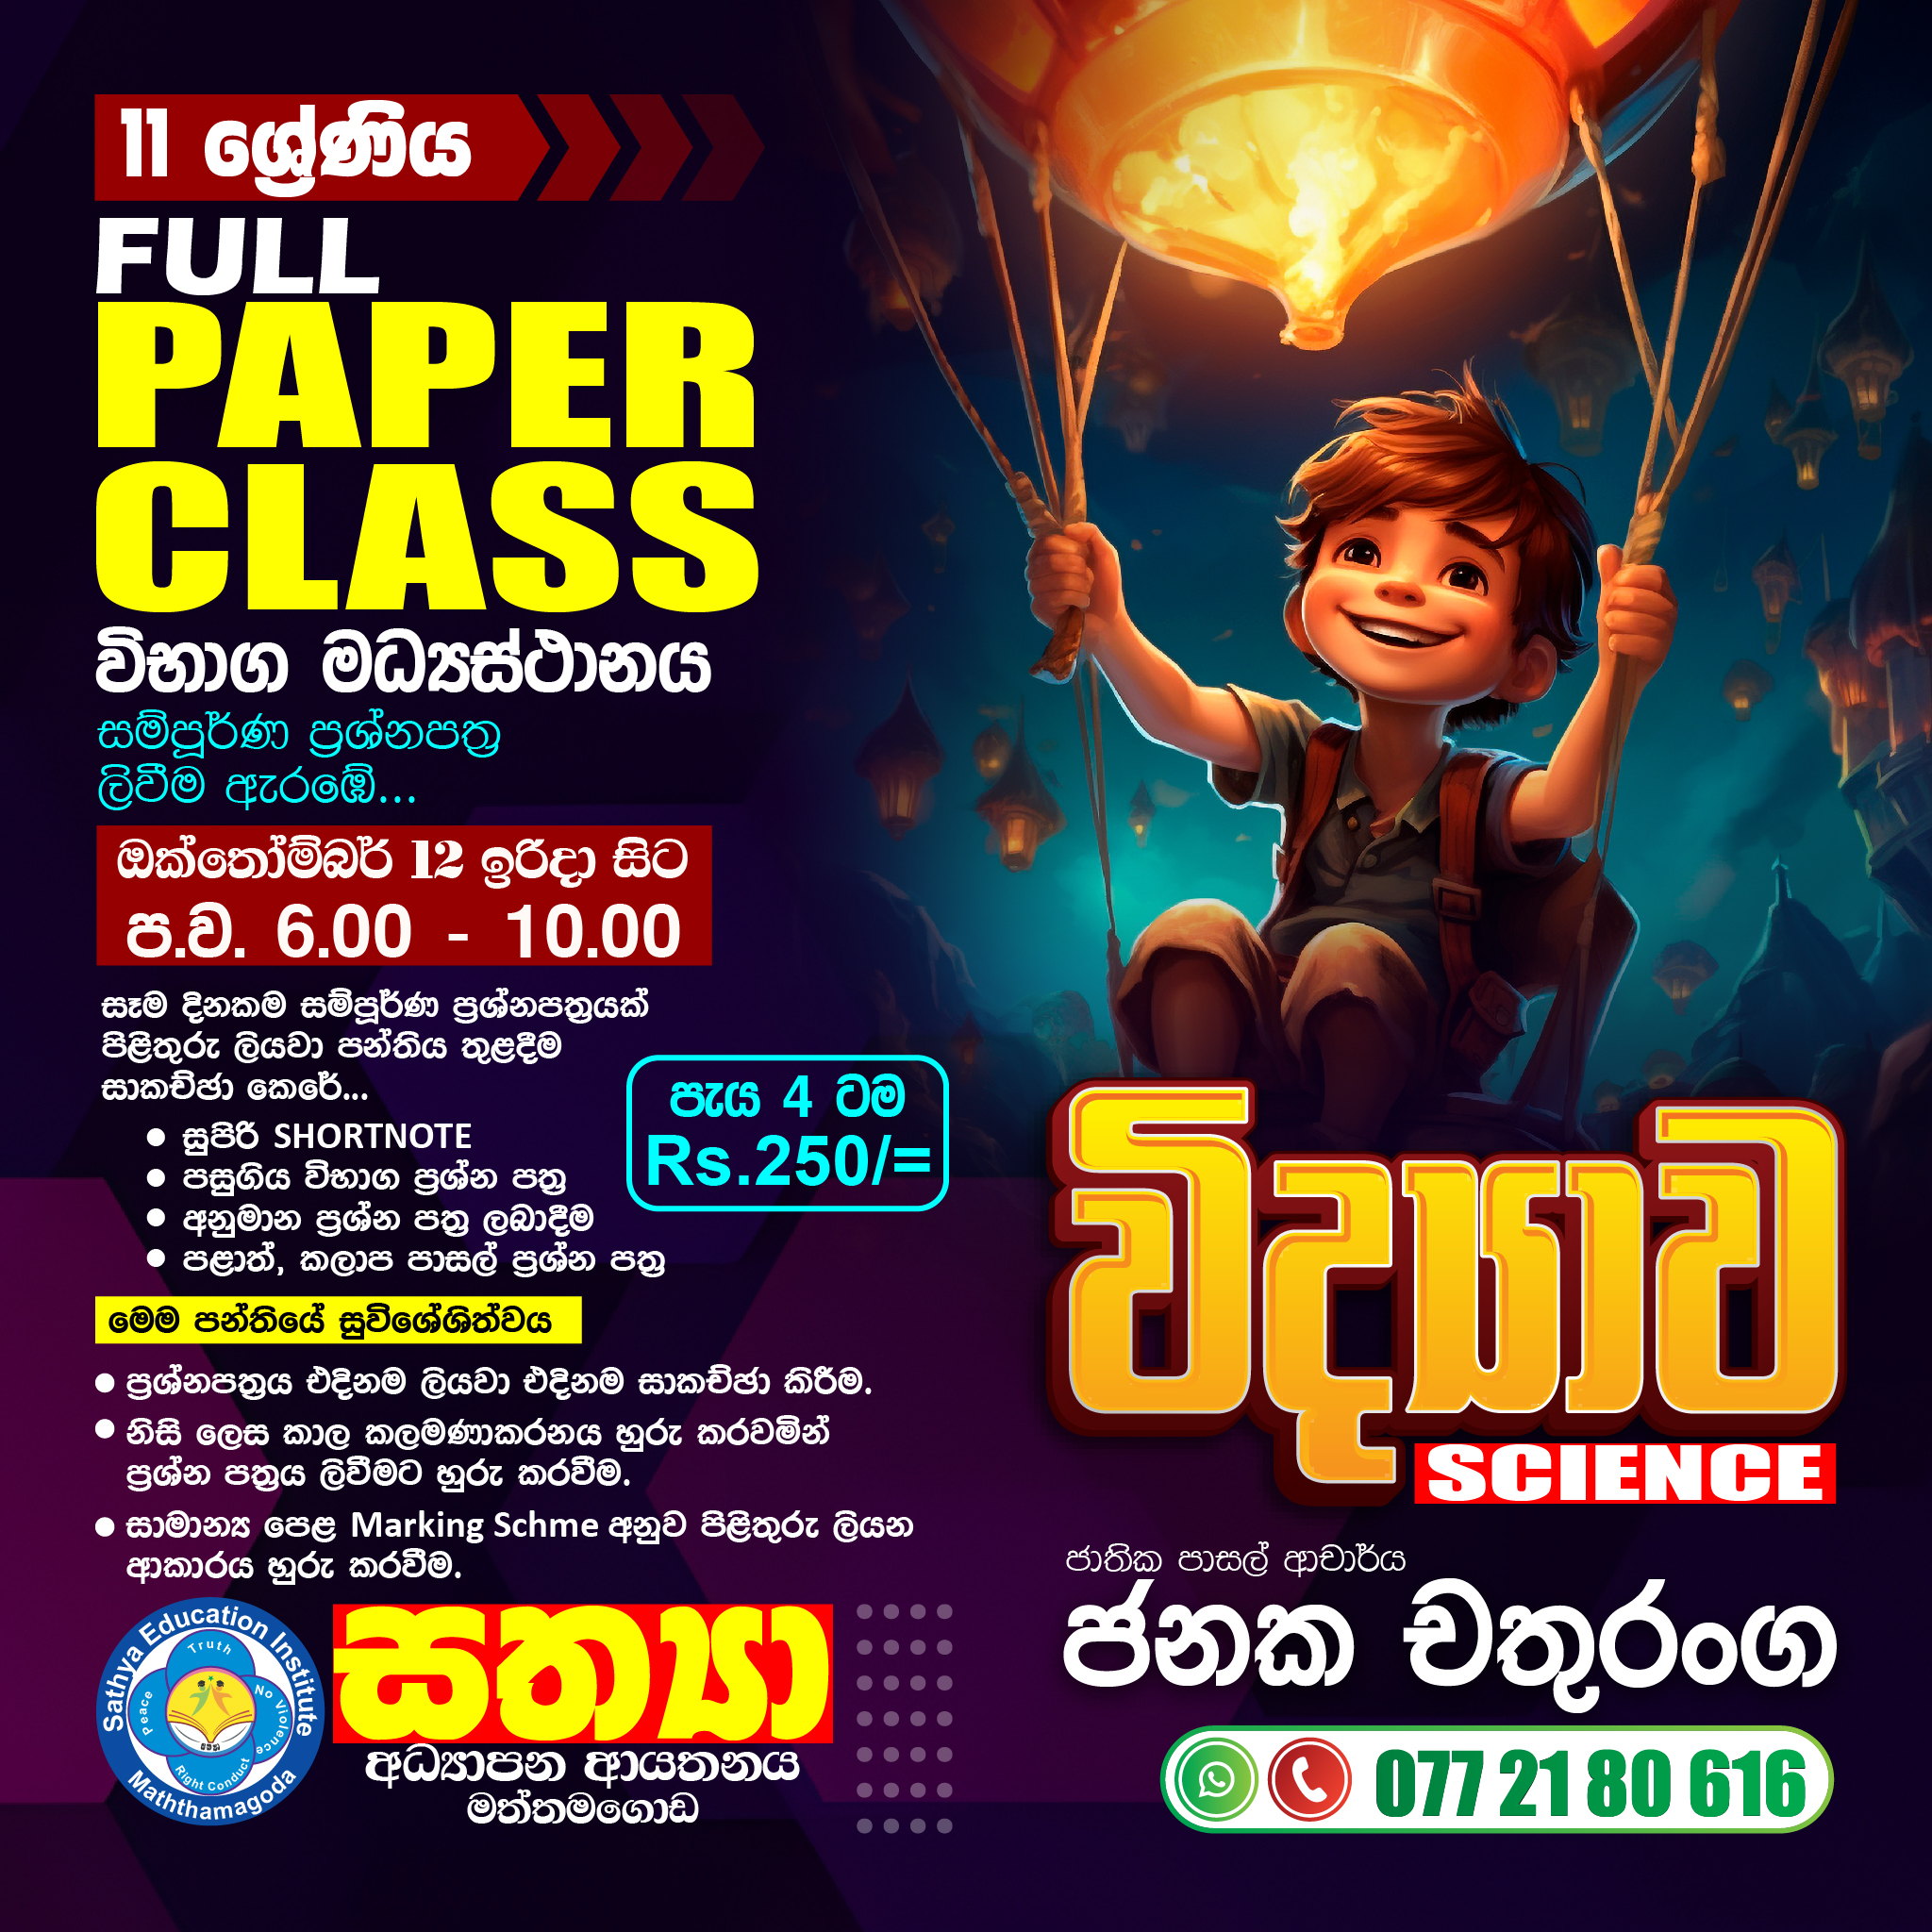 11 ශ්‍රේණිය
FULL
PAPER
CLASS
විභාග මධ්‍යස්ථානය
සම්පූර්ණ ප්‍රශ්නපත්‍ර
ලිවීම ඇරඹේ...
ඔක්තෝම්බර් 12 ඉරිදා සිට
ප.ව. 6.00 - 10.00
සෑම දිනකම සම්පූර්ණ ප්‍රශ්නපත්‍රයක්
පිළිතුරු ලියවා පන්තිය තුළදීම
සාකච්ඡා කෙරේ...
• සුපිරි SHORTNOTE
• පසුගිය විභාග ප්‍රශ්න පත්‍ර
• අනුමාන ප්‍රශ්න පත්‍ර ලබාදීම
• පළාත්, කලාප පාසල් ප්‍රශ්න පත්‍ර
පැය 4 ටම
Rs.250/=
මෙම පන්තියේ සුවිශේශිත්වය
• ප්‍රශ්නපත්‍රය එදිනම ලියවා එදිනම සාකච්ඡා කිරීම.
• නිසි ලෙස කාල කලමණාකරනය හුරු කරවමින්
ප්‍රශ්න පත්‍රය ලිවීමට හුරු කරවීම.
• සාමාන්‍ය පෙළ Marking Schme අනුව පිළිතුරු ලියන
ආකාරය හුරු කරවීම.
Sathya Education Institute
Truth
Peace
No Violence
Right Conduct
Maththamagoda
සත්‍යා
අධ්‍යාපන ආයතනය
මත්තමගොඩ
විද්‍යාව
SCIENCE
ජාතික පාසල් ආචාර්ය
ජනක චතුරංග
077 21 80 616